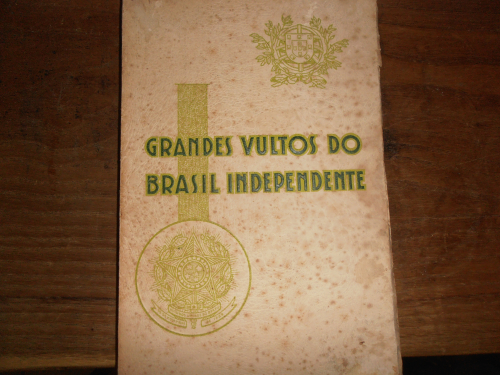 GRANDES VULTOS DO
BRASIL INDEPENDENTE